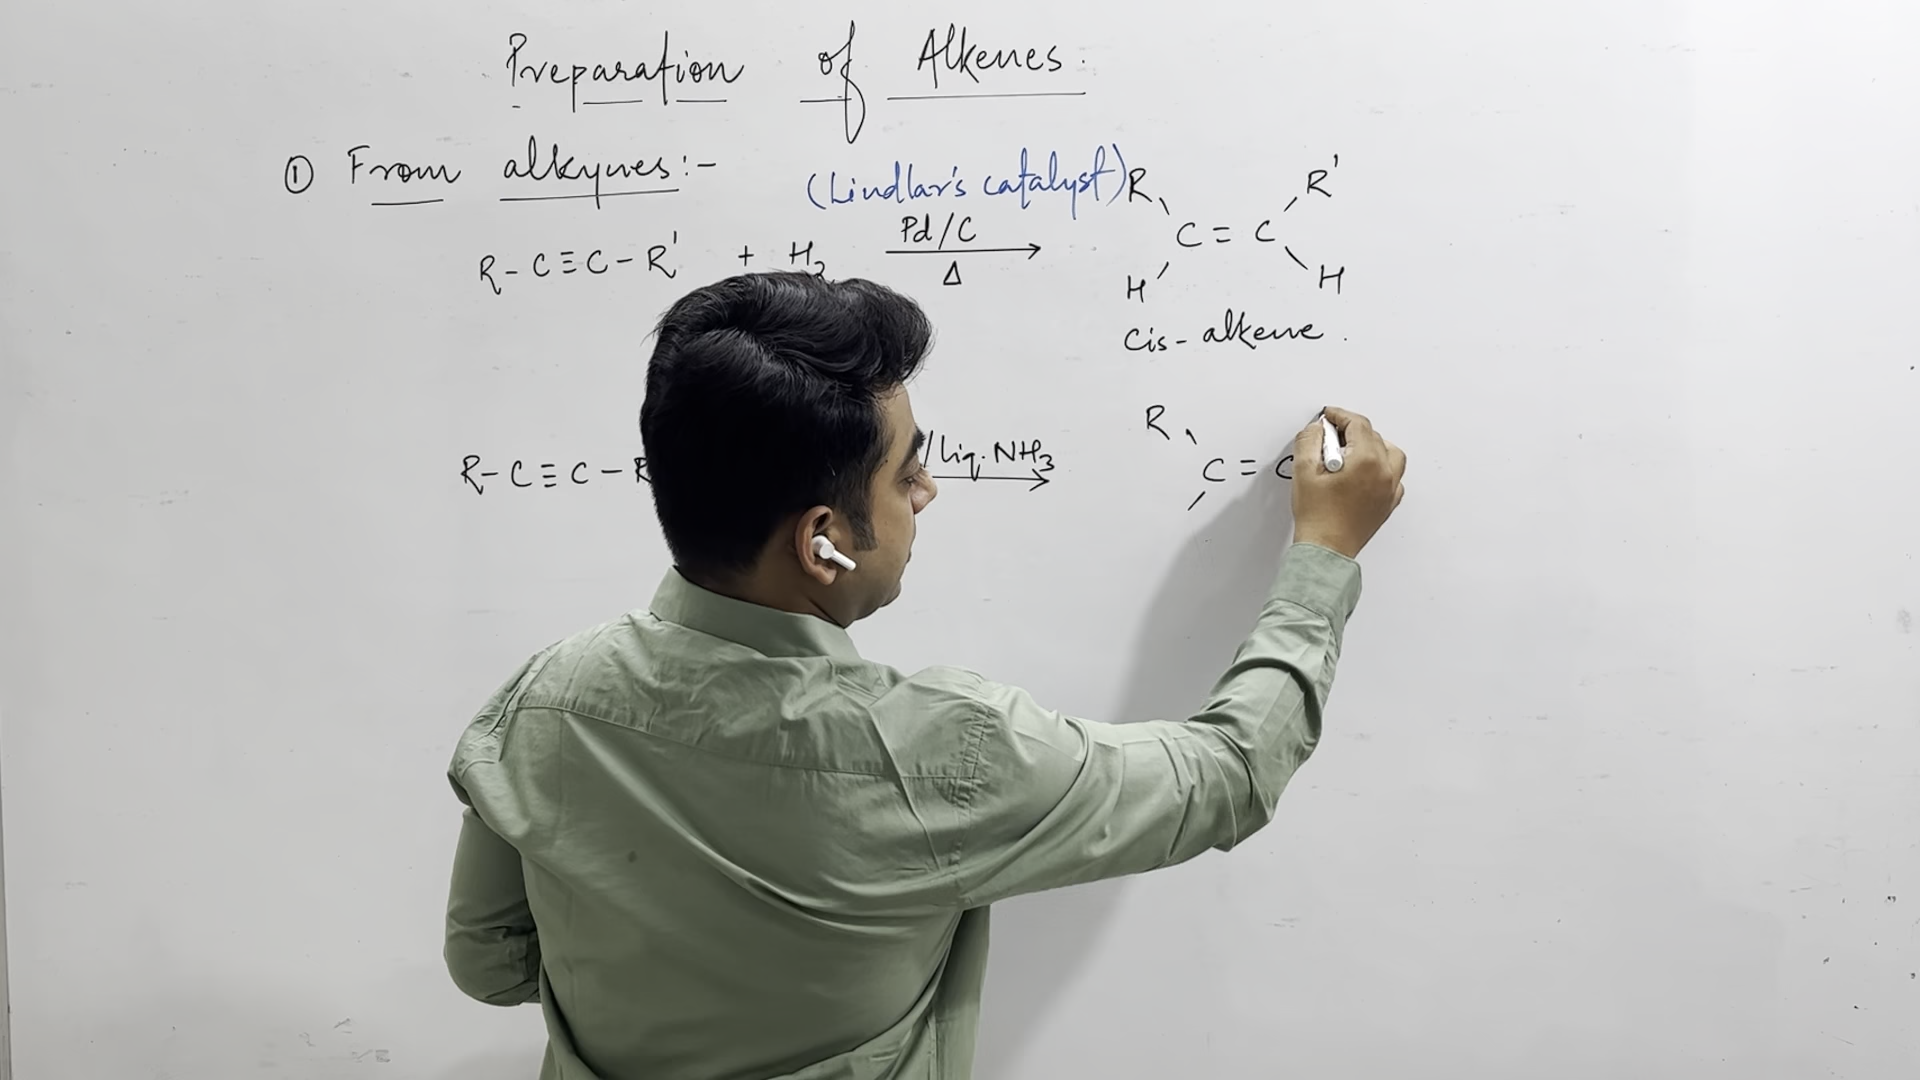 Preparation of Alkenes.
① From alkynes:-
(Lindlar's catalyst)
R - C ≡ C - R' + H2 Pd/C Δ
R R'
C = C
H H
Cis-alkene.
R - C ≡ C - R /liq. NH3
R
C = C